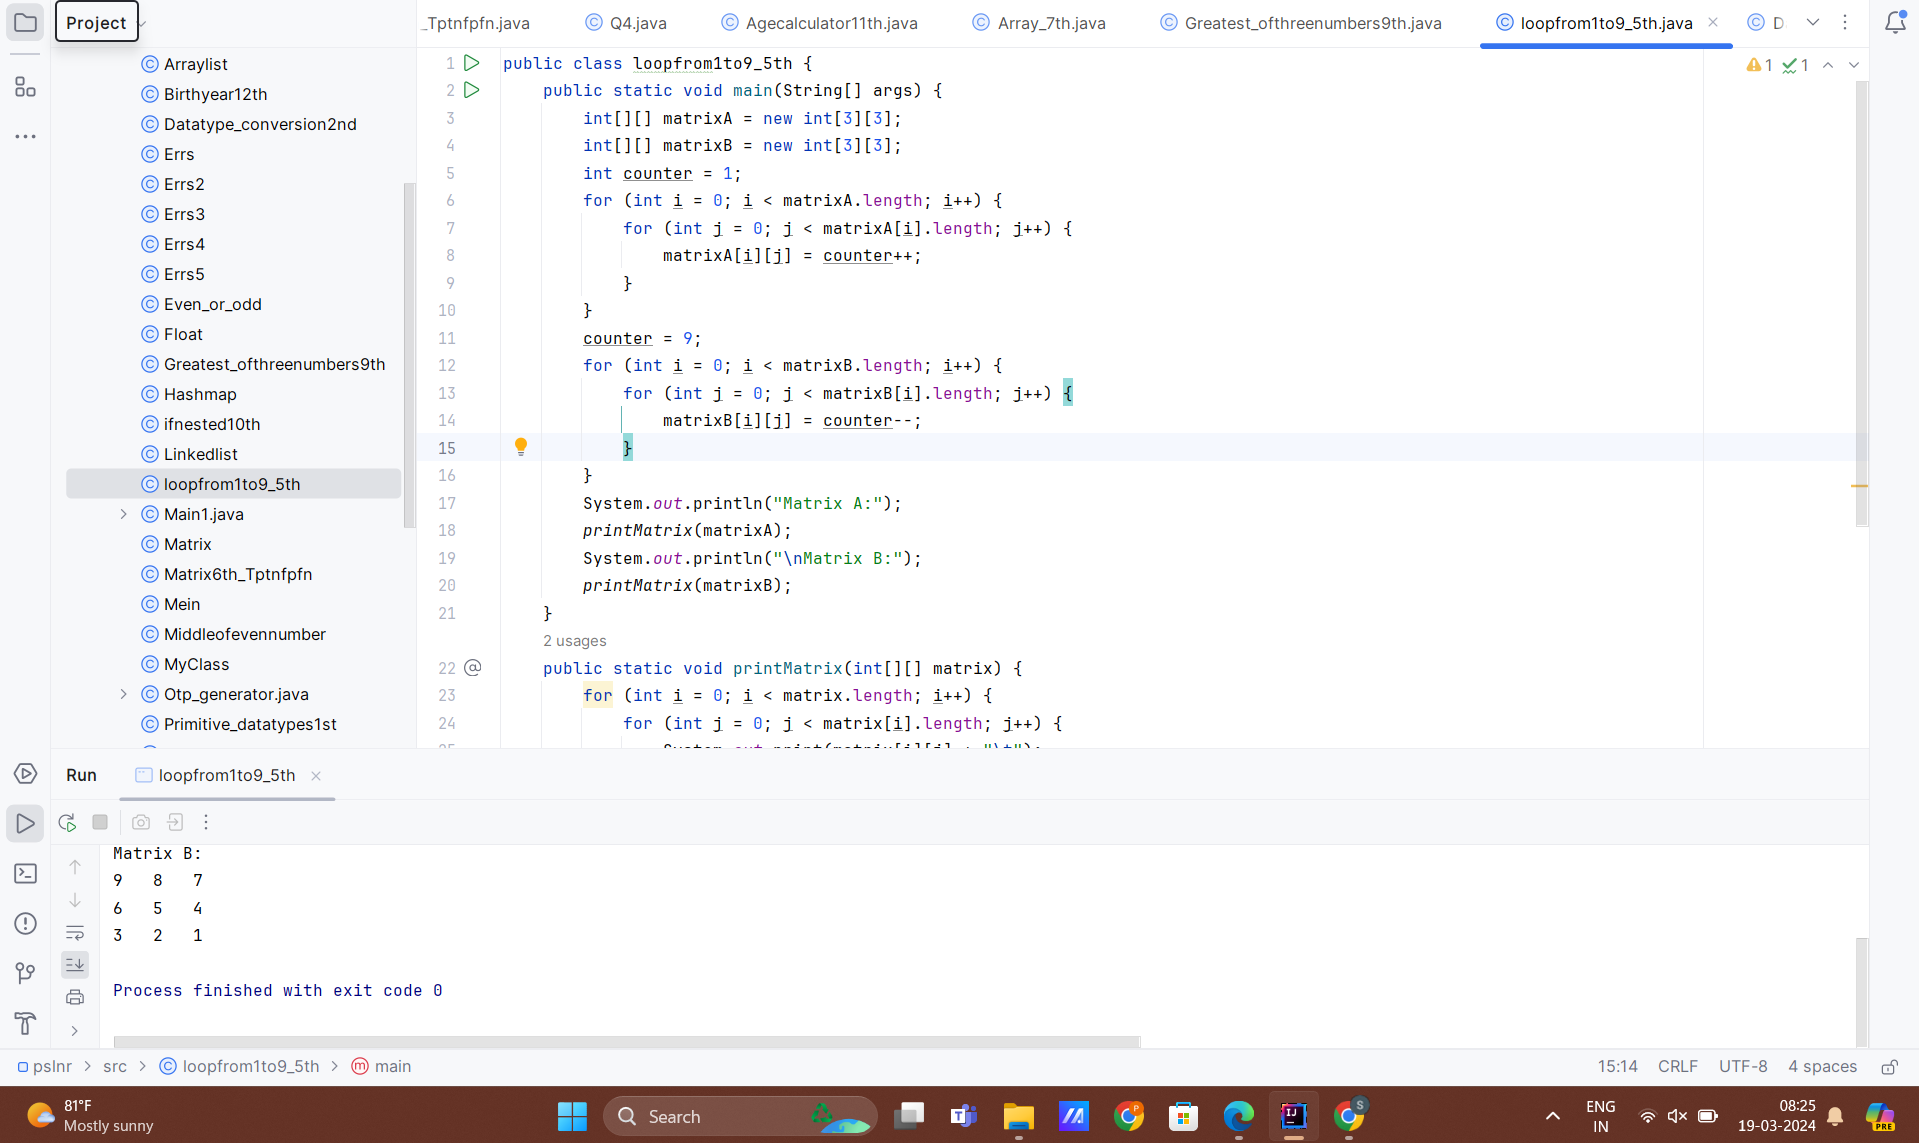 Project
_Tptnfpfn.java
Q4.java
Agecalculator11th.java
Array_7th.java
Greatest_ofthreenumbers9th.java
loopfrom1to9_5th.java
D
Arraylist
Birthyear12th
Datatype_conversion2nd
Errs
Errs2
Errs3
Errs4
Errs5
Even_or_odd
Float
Greatest_ofthreenumbers9th
Hashmap
ifnested10th
Linkedlist
loopfrom1to9_5th
Main1.java
Matrix
Matrix6th_Tptnfpfn
Mein
Middleofevennumber
MyClass
Otp_generator.java
Primitive_datatypes1st
1 1
1 public class loopfrom1to9_5th {
2 public static void main(String[] args) {
3 int[][] matrixA = new int[3][3];
4 int[][] matrixB = new int[3][3];
5 int counter = 1;
6 for (int i = 0; i < matrixA.length; i++) {
7 for (int j = 0; j < matrixA[i].length; j++) {
8 matrixA[i][j] = counter++;
9 }
10 }
11 counter = 9;
12 for (int i = 0; i < matrixB.length; i++) {
13 for (int j = 0; j < matrixB[i].length; j++) {
14 matrixB[i][j] = counter--;
15 }
16 }
17 System.out.println("Matrix A:");
18 printMatrix(matrixA);
19 System.out.println("\nMatrix B:");
20 printMatrix(matrixB);
21 }
2 usages
22 @ public static void printMatrix(int[][] matrix) {
23 for (int i = 0; i < matrix.length; i++) {
24 for (int j = 0; j < matrix[i].length; j++) {
Run
loopfrom1to9_5th
Matrix B:
9 8 7
6 5 4
3 2 1
Process finished with exit code 0
pslnr > src > loopfrom1to9_5th > main
15:14 CRLF UTF-8 4 spaces
81°F
Mostly sunny
Search
ENG
IN
08:25
19-03-2024
PRE